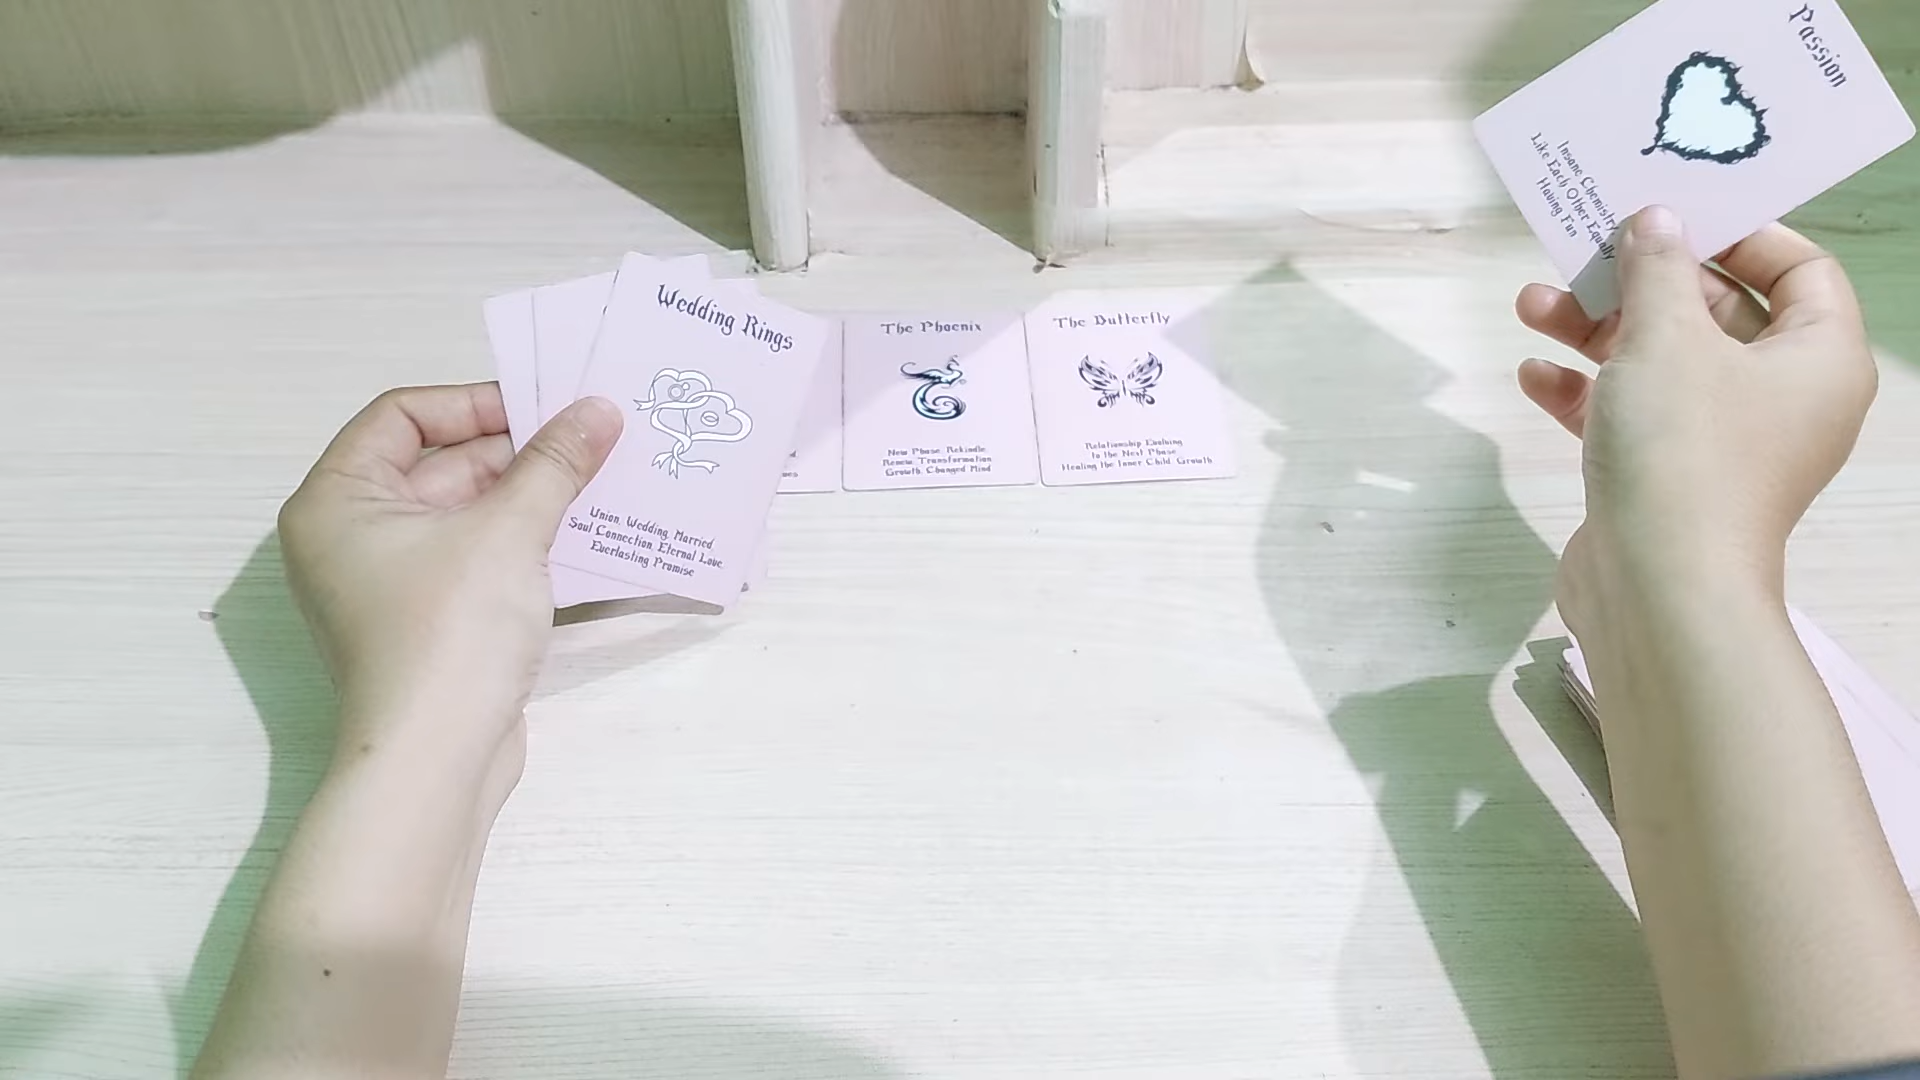 Wedding Rings
Union, Wedding, Married
Soul Connection, Eternal Love,
Everlasting Promise
The Phoenix
New Phase, Rekindle,
Renew, Transformation
Growth, Changed Mind
The Butterfly
Relationship Evolving
to the Next Phase
Healing the Inner Child, Growth
Passion
Insane Chemistry
Like Each Other Equally
Having Fun